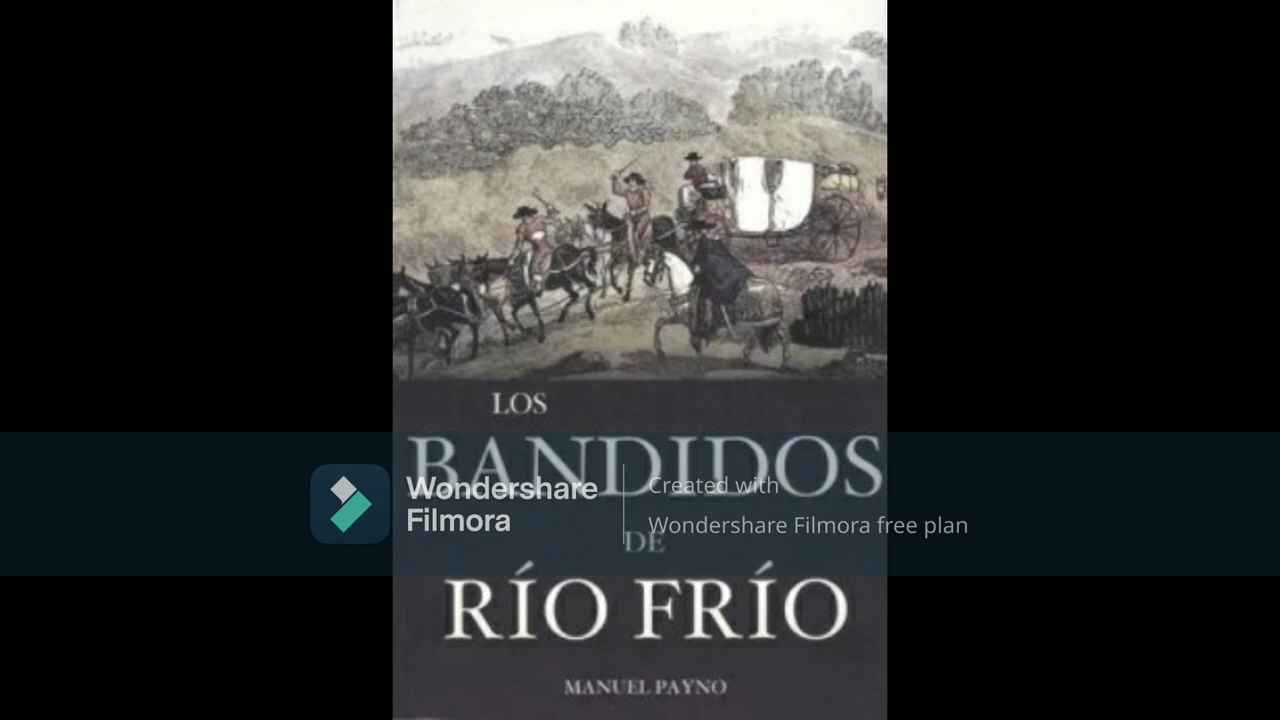 LOS
BANDIDOS
Wondershare
Filmora
Created with
Wondershare Filmora free plan
DE
RÍO FRÍO
MANUEL PAYNO